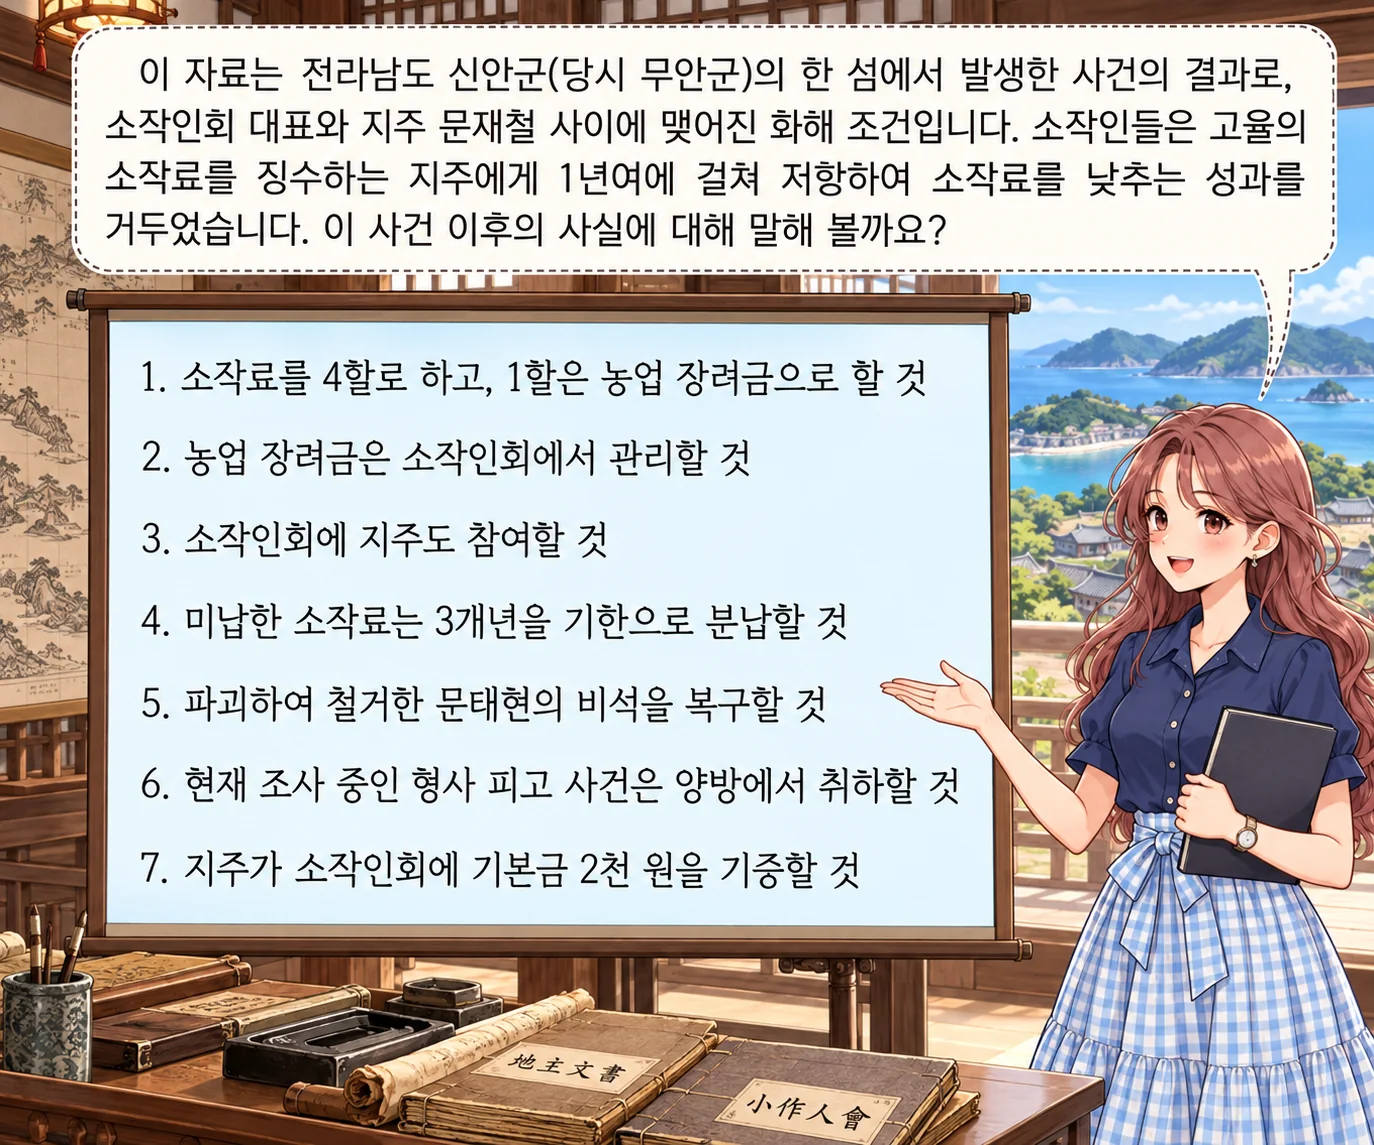 이 자료는 전라남도 신안군(당시 무안군)의 한 섬에서 발생한 사건의 결과로,
소작인회 대표와 지주 문재철 사이에 맺어진 화해 조건입니다. 소작인들은 고율의
소작료를 징수하는 지주에게 1년여에 걸쳐 저항하여 소작료를 낮추는 성과를
거두었습니다. 이 사건 이후의 사실에 대해 말해 볼까요?
1. 소작료를 4할로 하고, 1할은 농업 장려금으로 할 것
2. 농업 장려금은 소작인회에서 관리할 것
3. 소작인회에 지주도 참여할 것
4. 미납한 소작료는 3개년을 기한으로 분납할 것
5. 파괴하여 철거한 문태현의 비석을 복구할 것
6. 현재 조사 중인 형사 피고 사건은 양방에서 취하할 것
7. 지주가 소작인회에 기본금 2천 원을 기증할 것
地主文書
小作人會